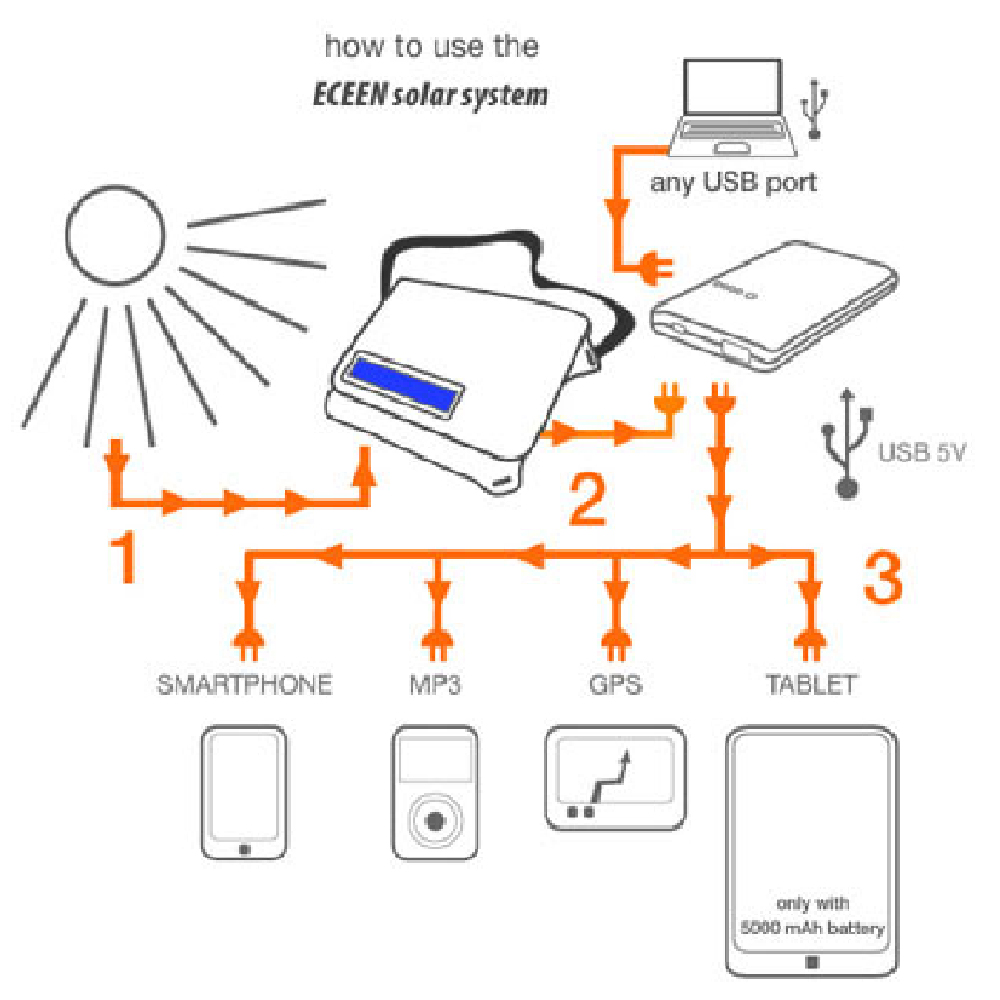 how to use the
ECEEN solar system
any USB port
USB 5V
1
2
3
SMARTPHONE
MP3
GPS
TABLET
only with
5000 mAh battery